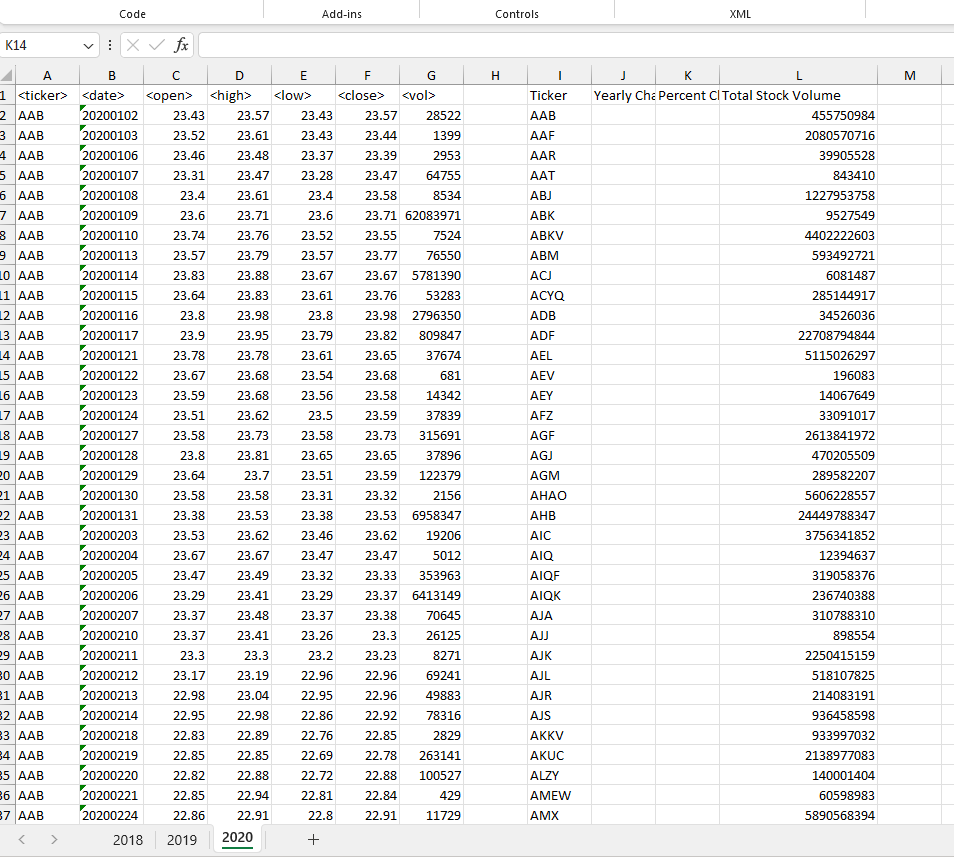 Code Add-ins Controls XML
K14 fx
A B C D E F G H I J K L M
1 <ticker> <date> <open> <high> <low> <close> <vol> Ticker Yearly Cha Percent Cl Total Stock Volume
2 AAB 20200102 23.43 23.57 23.43 23.57 28522 AAB 455750984
3 AAB 20200103 23.52 23.61 23.43 23.44 1399 AAF 2080570716
4 AAB 20200106 23.46 23.48 23.37 23.39 2953 AAR 39905528
5 AAB 20200107 23.31 23.47 23.28 23.47 64755 AAT 843410
6 AAB 20200108 23.4 23.61 23.4 23.58 8534 ABJ 1227953758
7 AAB 20200109 23.6 23.71 23.6 23.71 62083971 ABK 9527549
8 AAB 20200110 23.74 23.76 23.52 23.55 7524 ABKV 4402222603
9 AAB 20200113 23.57 23.79 23.57 23.77 76550 ABM 593492721
10 AAB 20200114 23.83 23.88 23.67 23.67 5781390 ACJ 6081487
11 AAB 20200115 23.64 23.83 23.61 23.76 53283 ACYQ 285144917
12 AAB 20200116 23.8 23.98 23.8 23.98 2796350 ADB 34526036
13 AAB 20200117 23.9 23.95 23.79 23.82 809847 ADF 22708794844
14 AAB 20200121 23.78 23.78 23.61 23.65 37674 AEL 5115026297
15 AAB 20200122 23.67 23.68 23.54 23.68 681 AEV 196083
16 AAB 20200123 23.59 23.68 23.56 23.58 14342 AEY 14067649
17 AAB 20200124 23.51 23.62 23.5 23.59 37839 AFZ 33091017
18 AAB 20200127 23.58 23.73 23.58 23.73 315691 AGF 2613841972
19 AAB 20200128 23.8 23.81 23.65 23.65 37896 AGJ 470205509
20 AAB 20200129 23.64 23.7 23.51 23.59 122379 AGM 289582207
21 AAB 20200130 23.58 23.58 23.31 23.32 2156 AHAO 5606228557
22 AAB 20200131 23.38 23.53 23.38 23.53 6958347 AHB 24449788347
23 AAB 20200203 23.53 23.62 23.46 23.62 19206 AIC 3756341852
24 AAB 20200204 23.67 23.67 23.47 23.47 5012 AIQ 12394637
25 AAB 20200205 23.47 23.49 23.32 23.33 353963 AIQF 319058376
26 AAB 20200206 23.29 23.41 23.29 23.37 6413149 AIQK 236740388
27 AAB 20200207 23.37 23.48 23.37 23.38 70645 AJA 310788310
28 AAB 20200210 23.37 23.41 23.26 23.3 26125 AJJ 898554
29 AAB 20200211 23.3 23.3 23.2 23.23 8271 AJK 2250415159
30 AAB 20200212 23.17 23.19 22.96 22.96 69241 AJL 518107825
31 AAB 20200213 22.98 23.04 22.95 22.96 49883 AJR 214083191
32 AAB 20200214 22.95 22.98 22.86 22.92 78316 AJS 936458598
33 AAB 20200218 22.83 22.89 22.76 22.85 2829 AKKV 933997032
34 AAB 20200219 22.85 22.85 22.69 22.78 263141 AKUC 2138977083
35 AAB 20200220 22.82 22.88 22.72 22.88 100527 ALZY 140001404
36 AAB 20200221 22.85 22.94 22.81 22.84 429 AMEW 60598983
37 AAB 20200224 22.86 22.91 22.8 22.91 11729 AMX 5890568394
2018 2019 2020